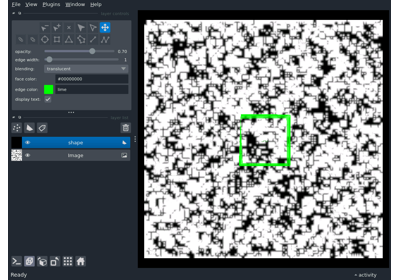 File View Plugins Window Help
opacity: 0.70
edge width: 1
blending: translucent
face color: #00000000
edge color: lime
display text:
shape
image
Ready
activity